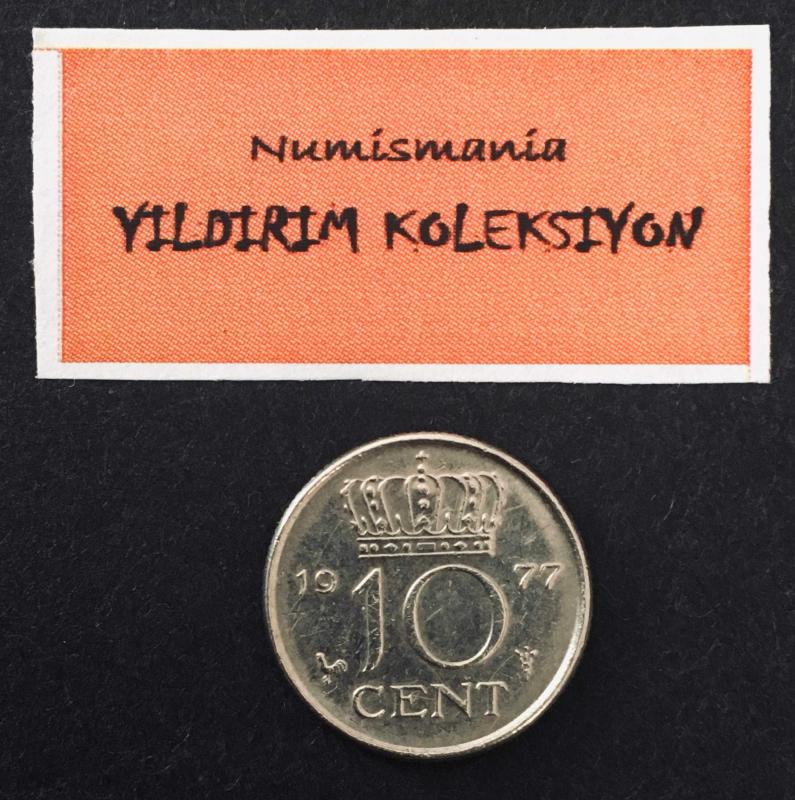 Numismania
YILDIRIM KOLEKSIYON
19 77
10
CENT